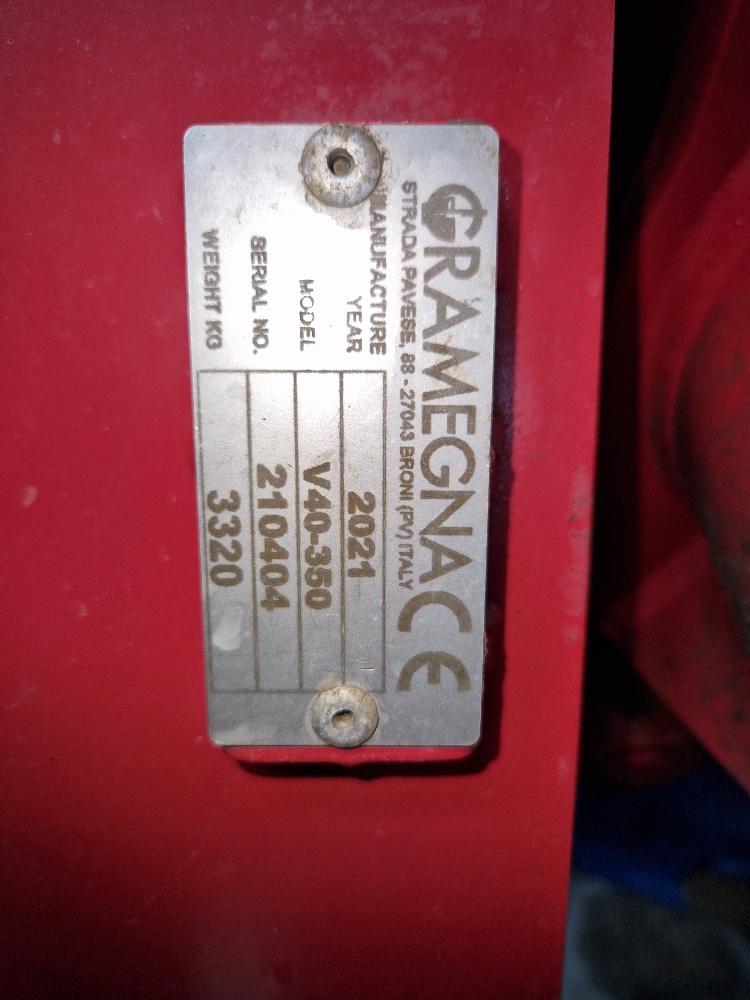 GRAMEGNA CE
STRADA PAVESE, 88 - 27043 BRONI (PV) ITALY
MANUFACTURE
YEAR 2021
MODEL V40-350
SERIAL NO. 210404
WEIGHT KG 3320